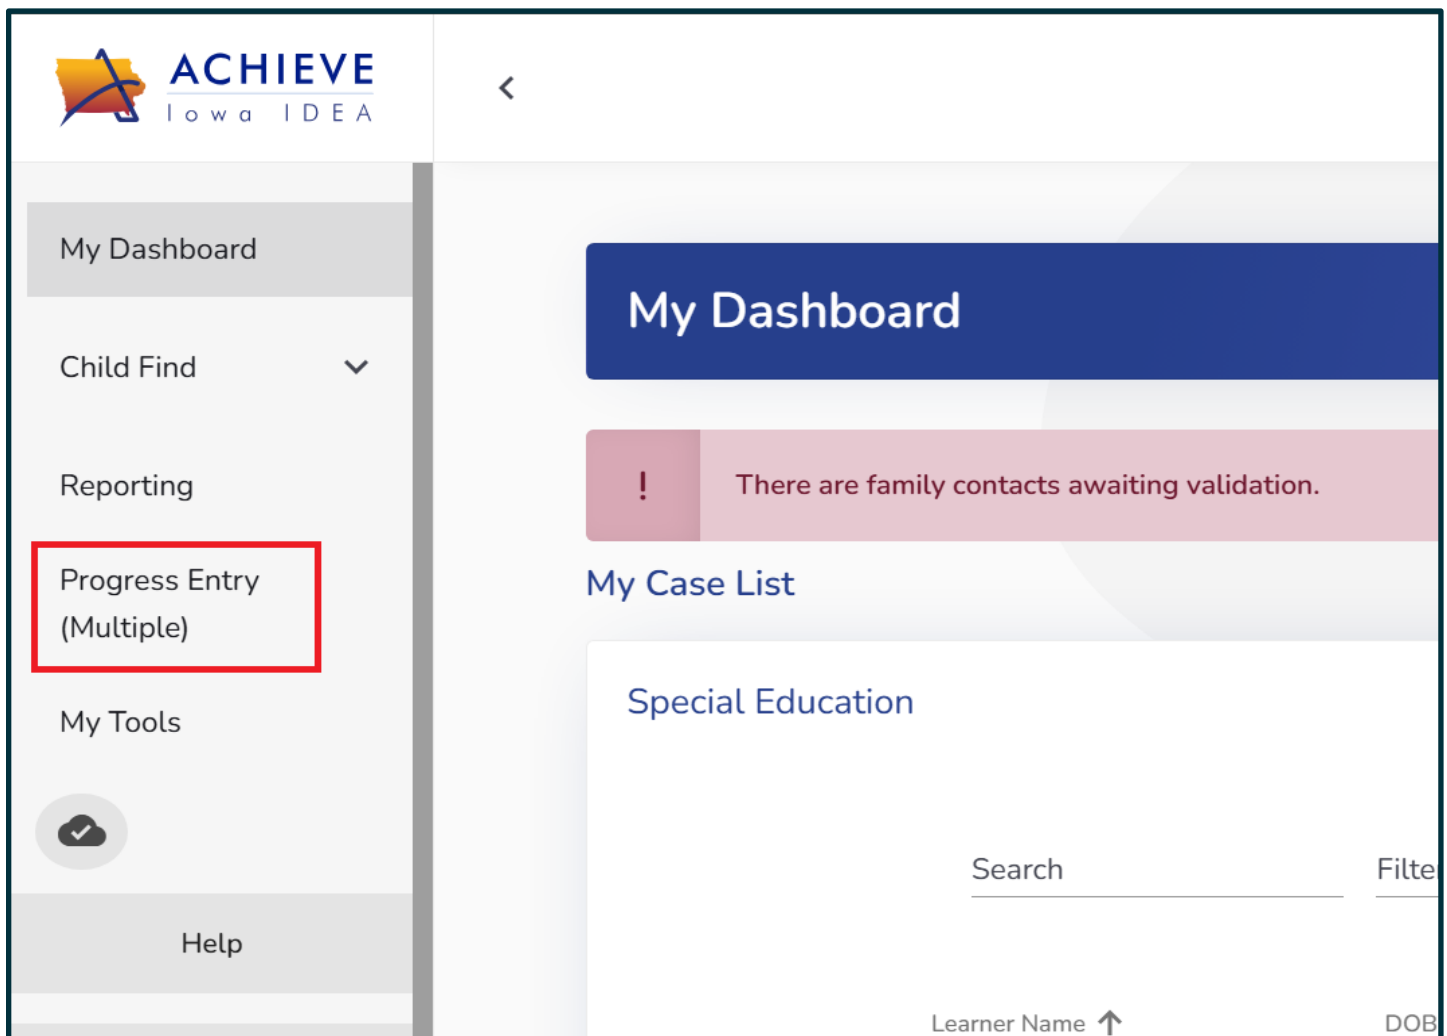 ACHIEVE
Iowa IDEA
My Dashboard
Child Find
Reporting
Progress Entry
(Multiple)
My Tools
Help
My Dashboard
!
There are family contacts awaiting validation.
My Case List
Special Education
Search
Filte
Learner Name
DOB